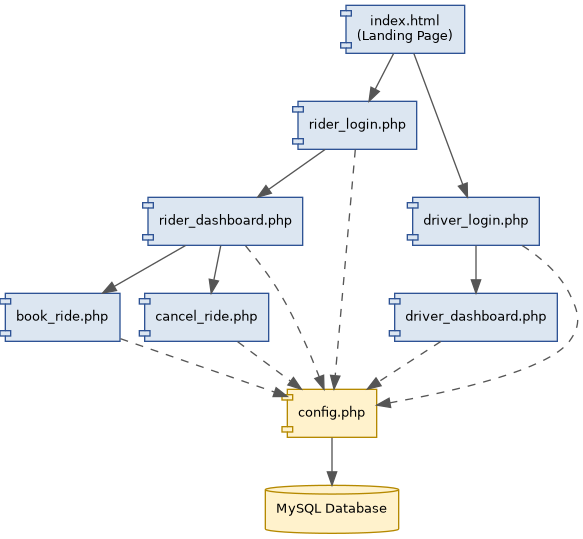 index.html
(Landing Page)
rider_login.php
rider_dashboard.php
driver_login.php
book_ride.php
cancel_ride.php
driver_dashboard.php
config.php
MySQL Database